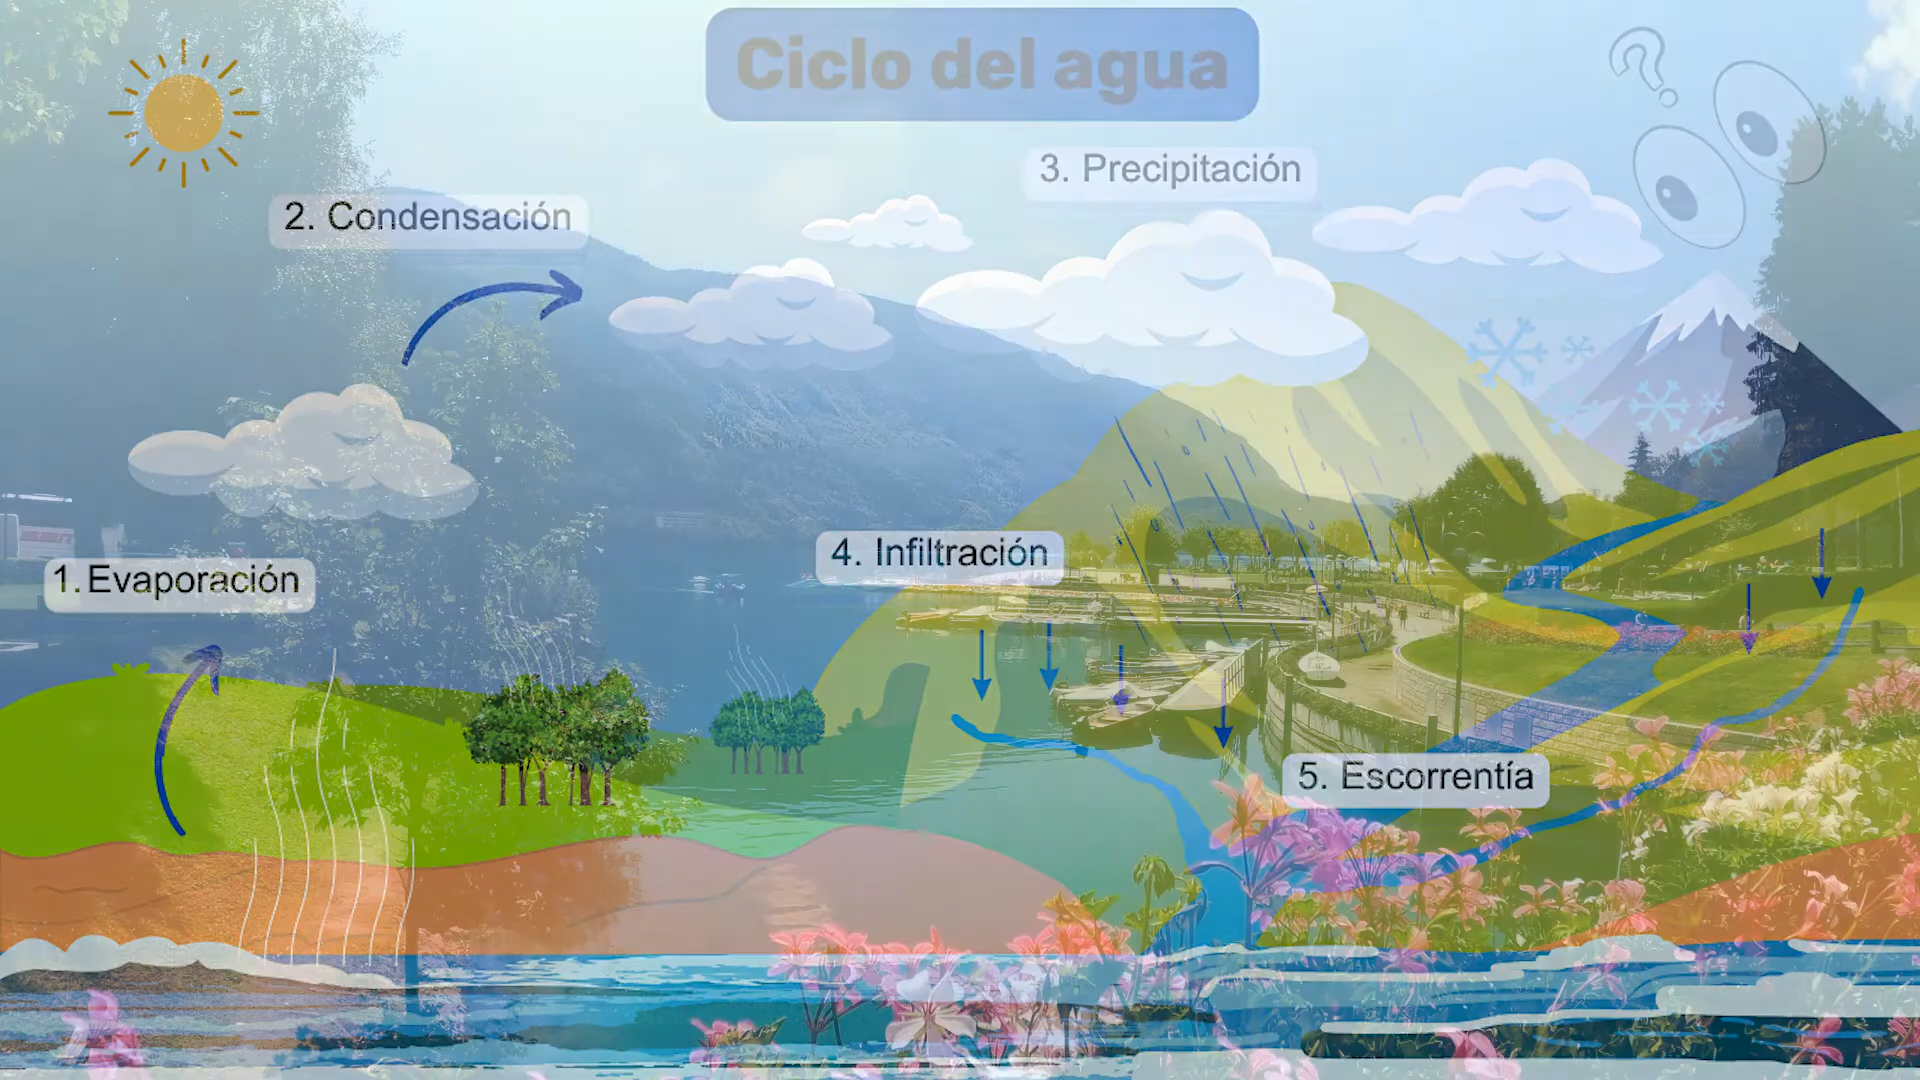 Ciclo del agua
3. Precipitación
2. Condensación
4. Infiltración
1. Evaporación
5. Escorrentía